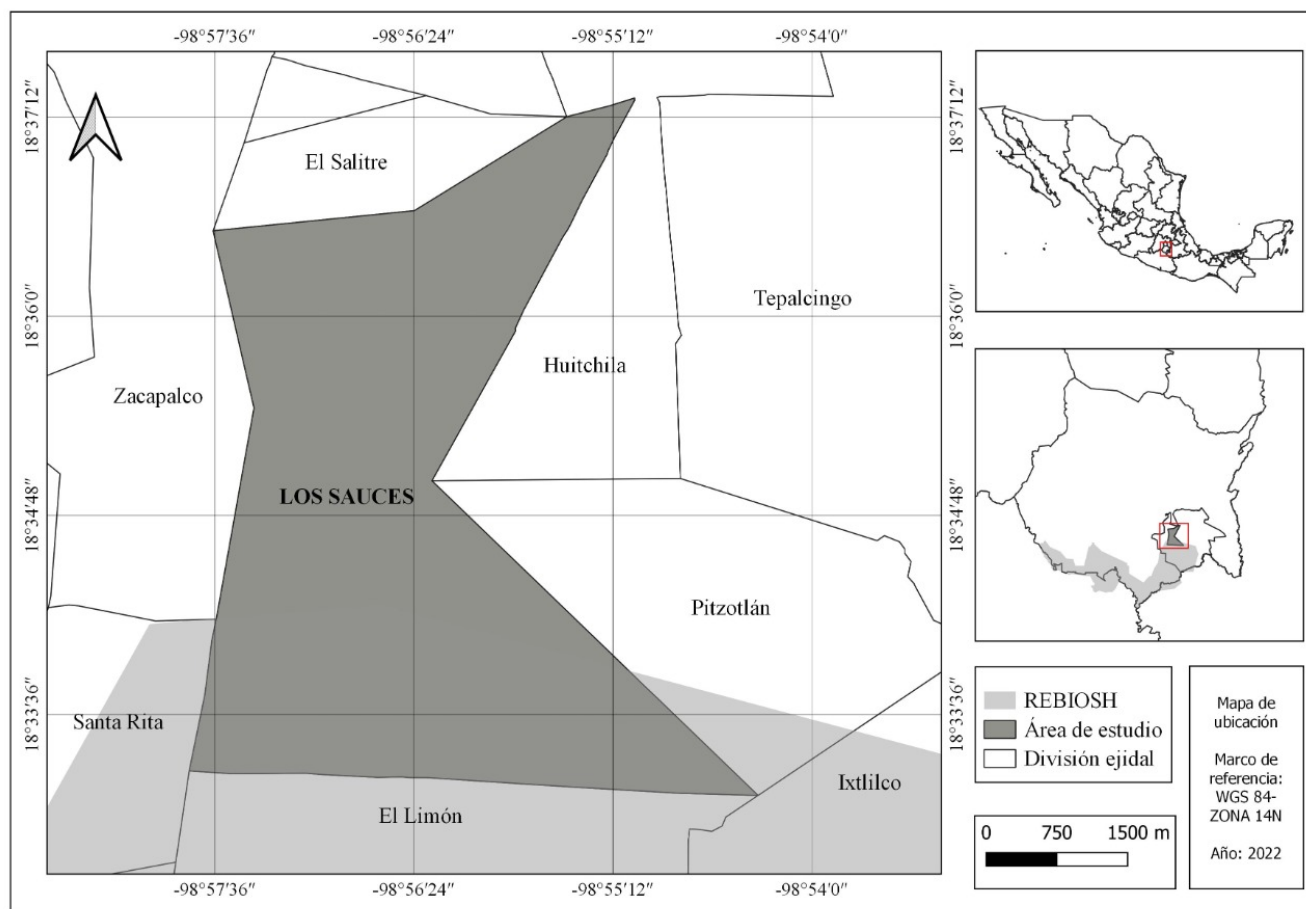 -98°57'36" -98°56'24" -98°55'12" -98°54'0"
18°37'12" 18°37'12"
El Salitre
Tepalcingo
18°36'0" 18°36'0"
Huitchila
Zacapalco
LOS SAUCES
18°34'48" 18°34'48"
Pitzotlán
18°33'36" 18°33'36"
Santa Rita
Ixtlilco
El Limón
-98°57'36" -98°56'24" -98°55'12" -98°54'0"
REBIOSH
Área de estudio
División ejidal
0 750 1500 m
Mapa de
ubicación
Marco de
referencia:
WGS 84-
ZONA 14N
Año: 2022